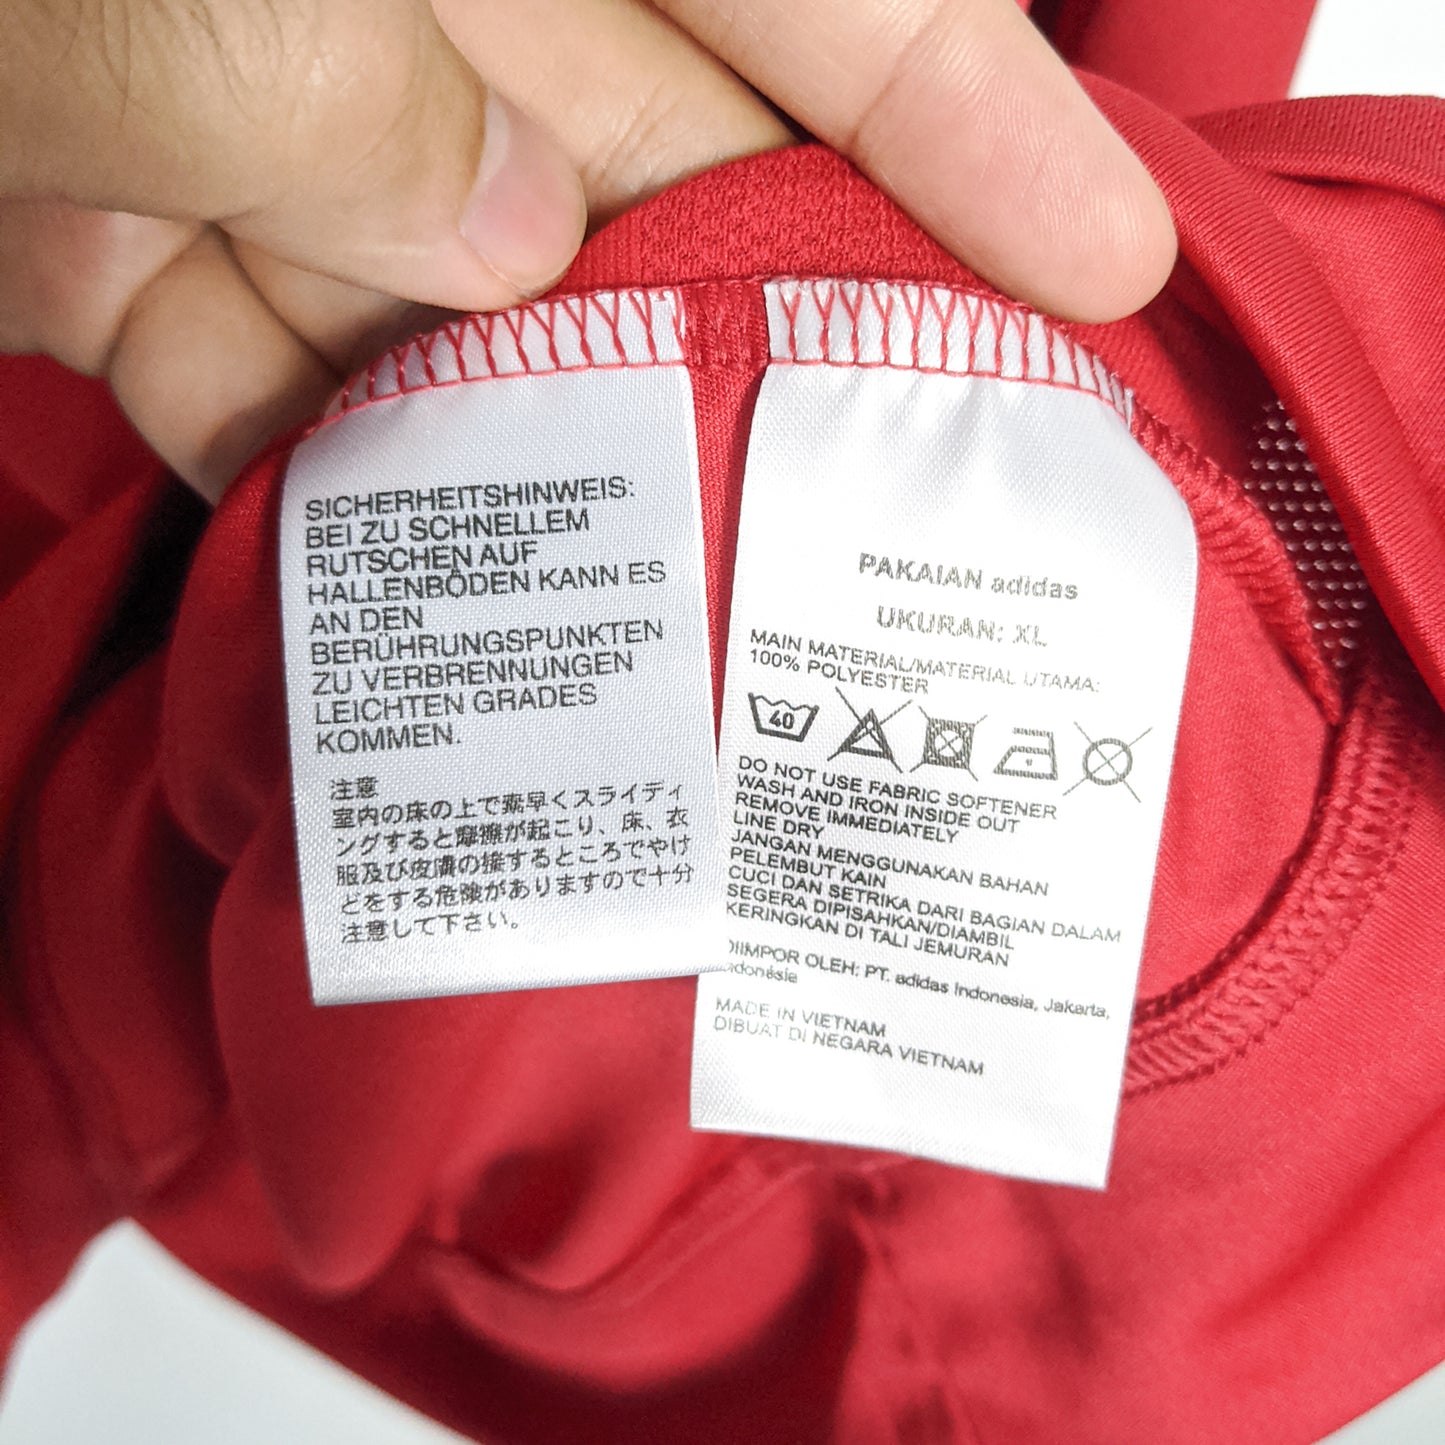 SICHERHEITSHINWEIS:
BEI ZU SCHNELLEM
RUTSCHEN AUF
HALLENBÖDEN KANN ES
AN DEN
BERÜHRUNGSPUNKTEN
ZU VERBRENNUNGEN
LEICHTEN GRADES
KOMMEN.
注意
室内の床の上で素早くスライディ
ングすると摩擦が起こり、床、衣
服及び皮膚の接するところでやけ
どをする危険がありますので十分
注意して下さい。
PAKAIAN adidas
UKURAN: XL
MAIN MATERIAL/MATERIAL UTAMA:
100% POLYESTER
40
DO NOT USE FABRIC SOFTENER
WASH AND IRON INSIDE OUT
REMOVE IMMEDIATELY
LINE DRY
JANGAN MENGGUNAKAN BAHAN
PELEMBUT KAIN
CUCI DAN SETRIKA DARI BAGIAN DALAM
SEGERA DIPISAHKAN/DIAMBIL
KERINGKAN DI TALI JEMURAN
DIIMPOR OLEH: PT. adidas Indonesia, Jakarta,
Indonesie
MADE IN VIETNAM
DIBUAT DI NEGARA VIETNAM